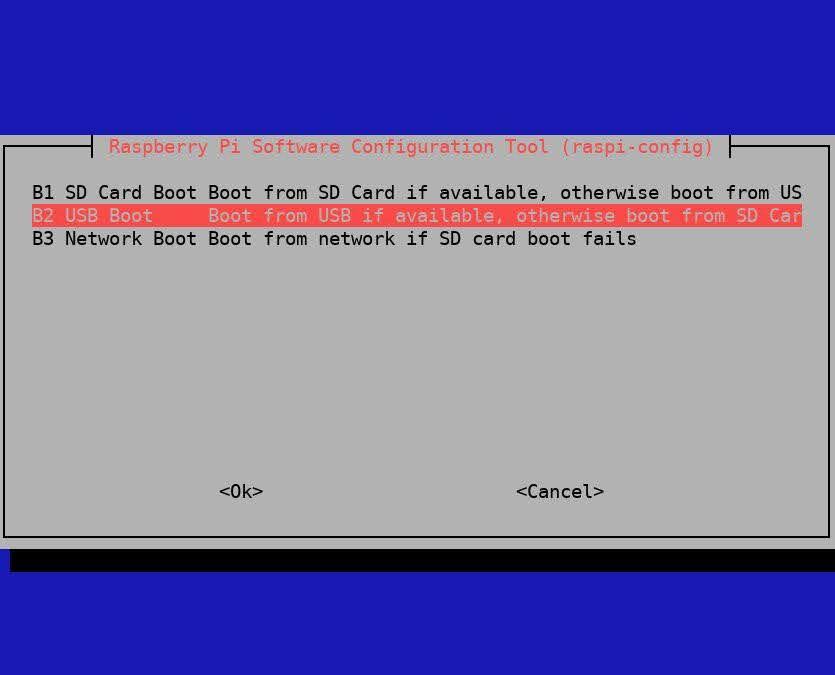 Raspberry Pi Software Configuration Tool (raspi-config)
B1 SD Card Boot Boot from SD Card if available, otherwise boot from US
B2 USB Boot Boot from USB if available, otherwise boot from SD Car
B3 Network Boot Boot from network if SD card boot fails
<Ok> <Cancel>